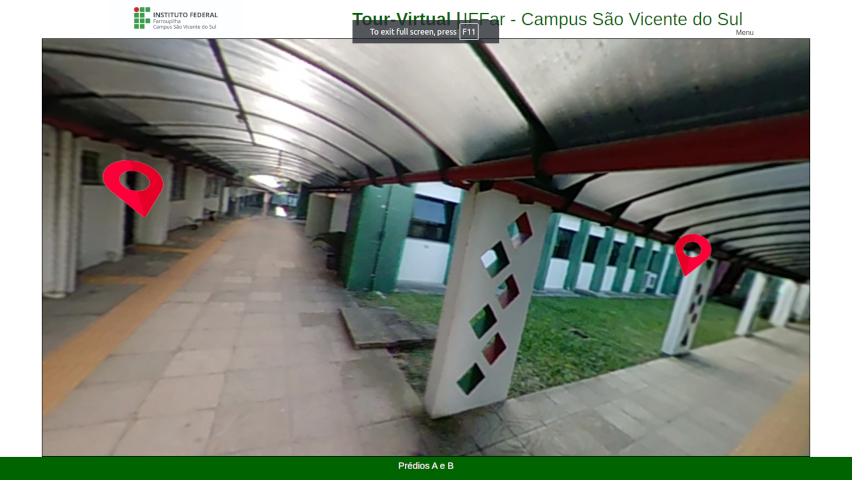 INSTITUTO FEDERAL
Farroupilha
Campus São Vicente do Sul
Tour-Virtual IFFar - Campus São Vicente do Sul
To exit full screen, press F11
Menu
Prédios A e B